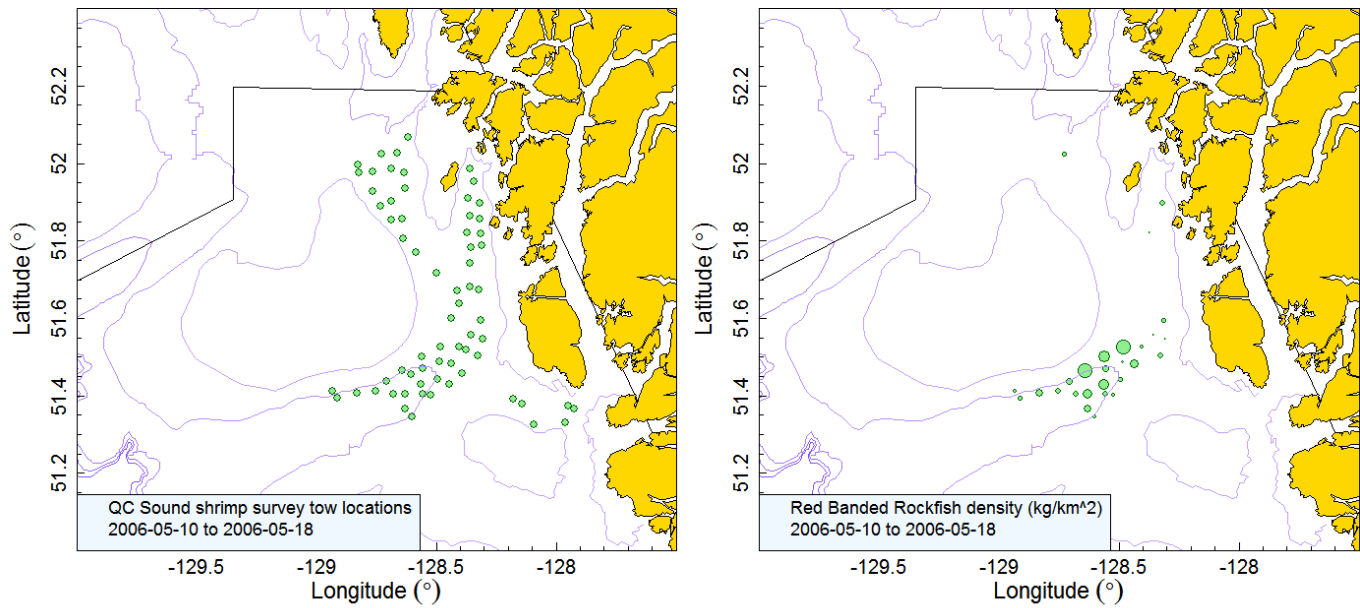 52.2
52
51.8
51.6
51.4
51.2
Latitude (°)
QC Sound shrimp survey tow locations
2006-05-10 to 2006-05-18
-129.5
-129
-128.5
-128
Longitude (°)
52.2
52
51.8
51.6
51.4
51.2
Latitude (°)
Red Banded Rockfish density (kg/km^2)
2006-05-10 to 2006-05-18
-129.5
-129
-128.5
-128
Longitude (°)